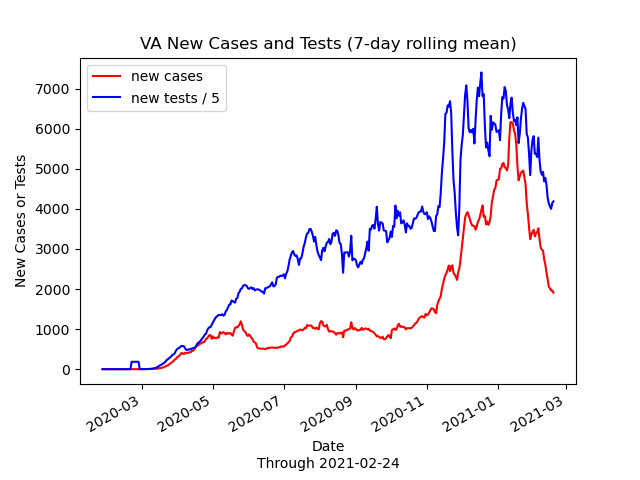 VA New Cases and Tests (7-day rolling mean)
new cases
new tests / 5
New Cases or Tests
7000
6000
5000
4000
3000
2000
1000
0
2020-03
2020-05
2020-07
2020-09
2020-11
2021-01
2021-03
Date
Through 2021-02-24